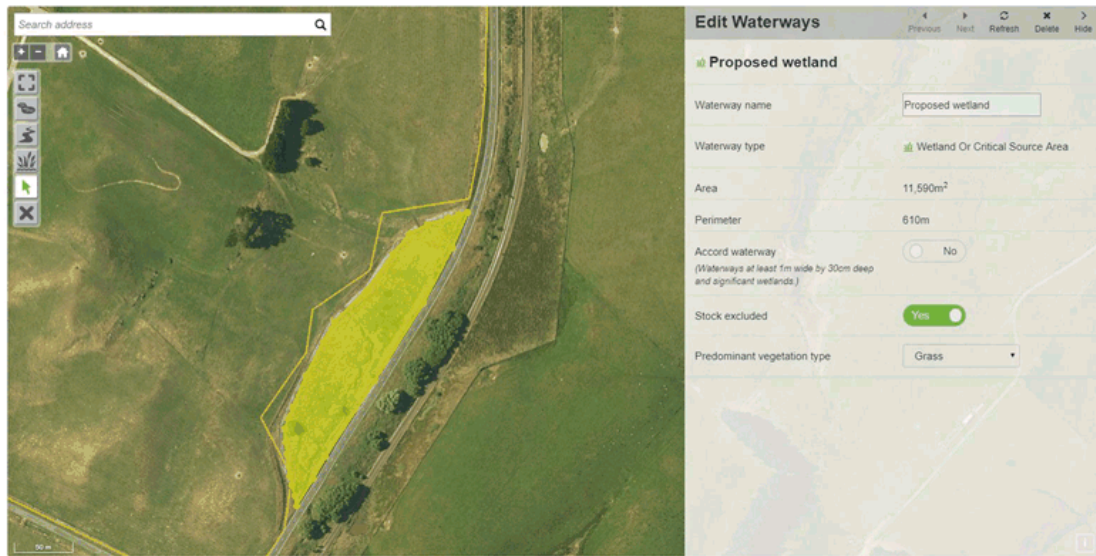 Search address
50 m
Edit Waterways
Previous
Next
Refresh
Delete
Hide
Proposed wetland
Waterway name
Proposed wetland
Waterway type
Wetland Or Critical Source Area
Area
11,590m²
Perimeter
610m
Accord waterway
No
(Waterways at least 1m wide by 30cm deep
and significant wetlands.)
Stock excluded
Yes
Predominant vegetation type
Grass